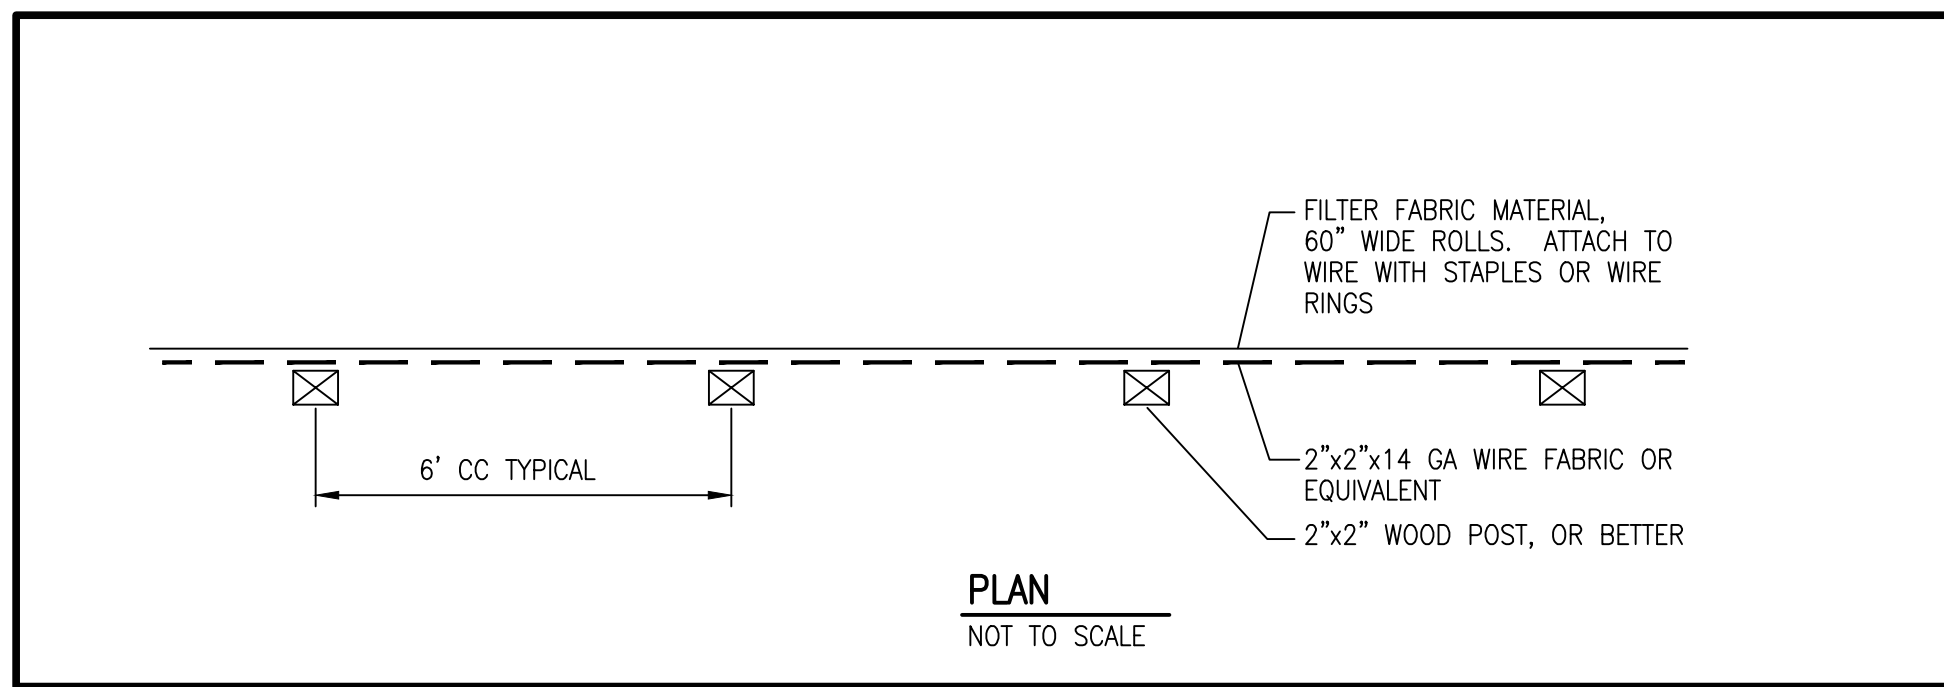 FILTER FABRIC MATERIAL,
60” WIDE ROLLS. ATTACH TO
WIRE WITH STAPLES OR WIRE
RINGS
6’ CC TYPICAL
2”x2”x14 GA WIRE FABRIC OR
EQUIVALENT
2”x2” WOOD POST, OR BETTER
PLAN
NOT TO SCALE